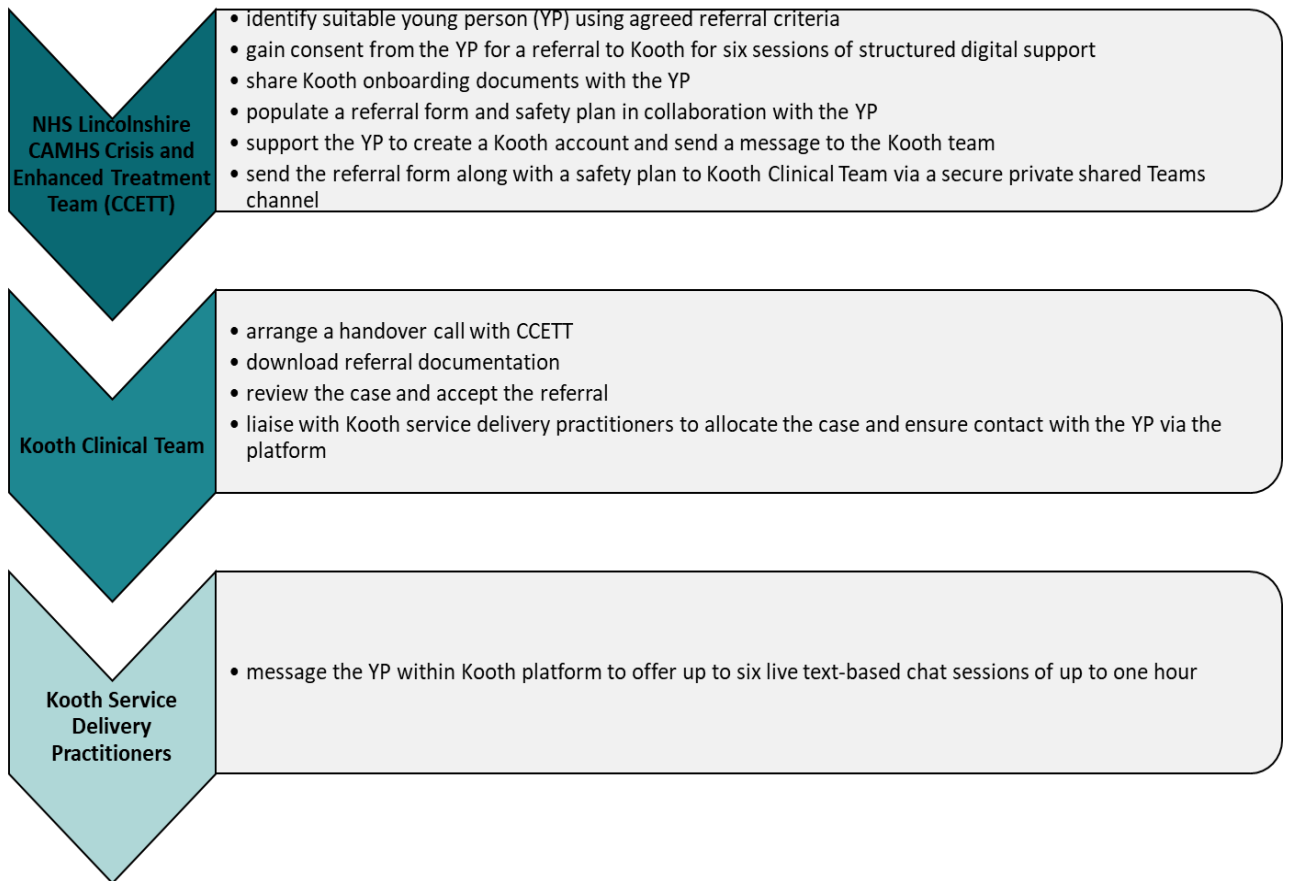 NHS Lincolnshire
CAMHS Crisis and
Enhanced Treatment
Team (CCETT)
• identify suitable young person (YP) using agreed referral criteria
• gain consent from the YP for a referral to Kooth for six sessions of structured digital support
• share Kooth onboarding documents with the YP
• populate a referral form and safety plan in collaboration with the YP
• support the YP to create a Kooth account and send a message to the Kooth team
• send the referral form along with a safety plan to Kooth Clinical Team via a secure private shared Teams
channel
Kooth Clinical Team
• arrange a handover call with CCETT
• download referral documentation
• review the case and accept the referral
• liaise with Kooth service delivery practitioners to allocate the case and ensure contact with the YP via the
platform
Kooth Service
Delivery
Practitioners
• message the YP within Kooth platform to offer up to six live text-based chat sessions of up to one hour